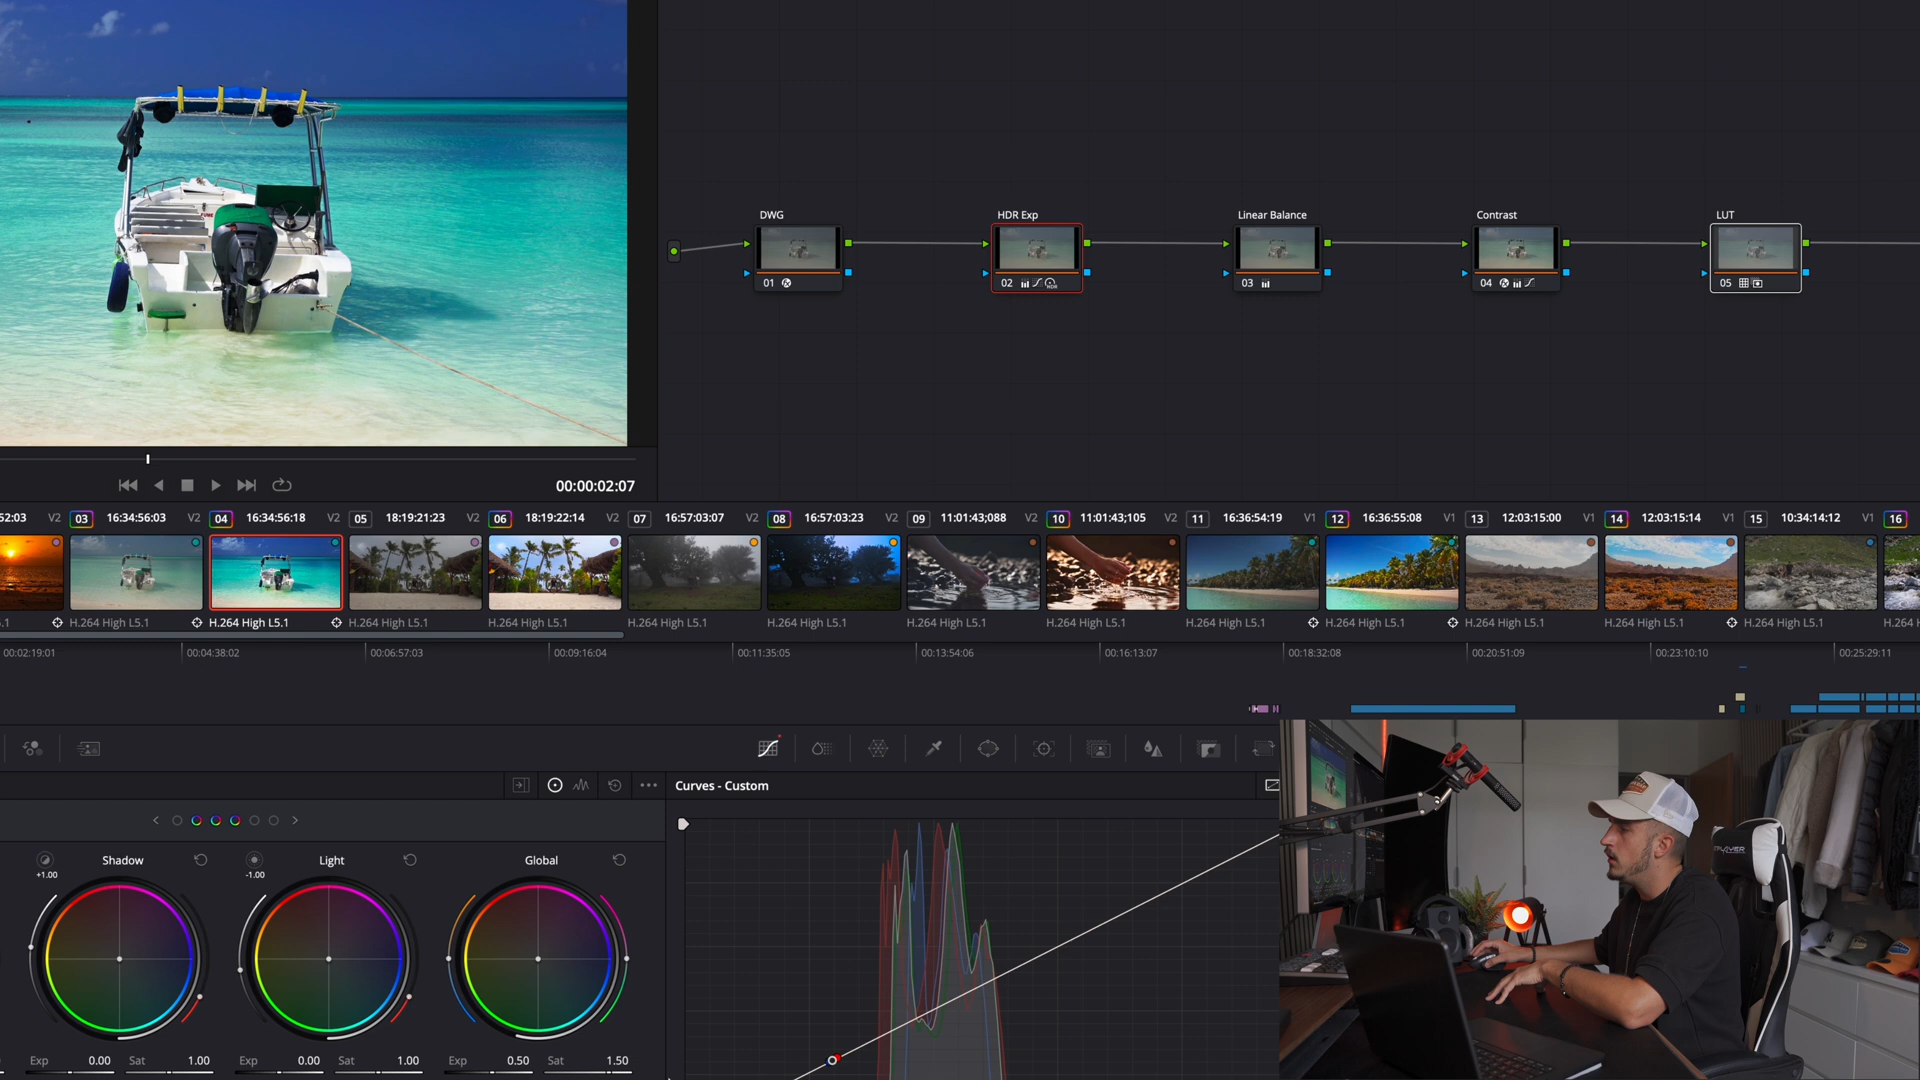 DWG
HDR Exp
Linear Balance
Contrast
LUT
01
02
HDR
03
04
05
00:00:02:07
52:03 V2 03 16:34:56:03 V2 04 16:34:56:18 V2 05 18:19:21:23 V2 06 18:19:22:14 V2 07 16:57:03:07 V2 08 16:57:03:23 V2 09 11:01:43;088 V2 10 11:01:43;105 V2 11 16:36:54:19 V1 12 16:36:55:08 V1 13 12:03:15:00 V1 14 12:03:15:14 V1 15 10:34:14:12 V1 16
.1 H.264 High L5.1 H.264 High L5.1 H.264 High L5.1 H.264 High L5.1 H.264 High L5.1 H.264 High L5.1 H.264 High L5.1 H.264 High L5.1 H.264 High L5.1 H.264 High L5.1 H.264 High L5.1 H.264 High L5.1 H.264 High L5.1 H.264 H
00:02:19:01 00:04:38:02 00:06:57:03 00:09:16:04 00:11:35:05 00:13:54:06 00:16:13:07 00:18:32:08 00:20:51:09 00:23:10:10 00:25:29:11
Curves - Custom
Shadow
Light
Global
+1.00
-1.00
Exp 0.00 Sat 1.00
Exp 0.00 Sat 1.00
Exp 0.50 Sat 1.50